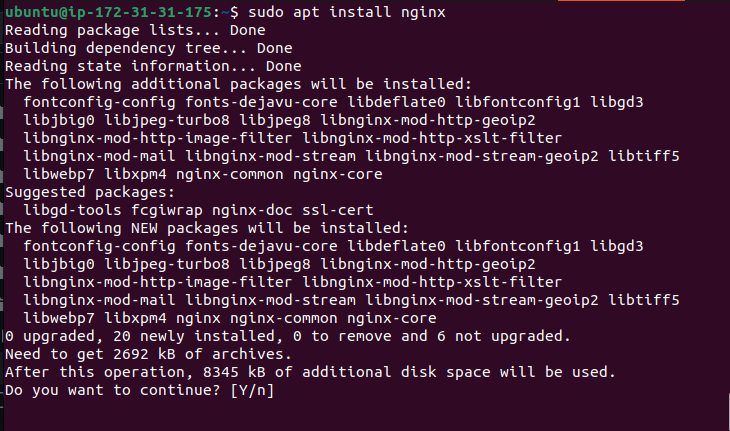 ubuntu@ip-172-31-31-175:~$ sudo apt install nginx
Reading package lists... Done
Building dependency tree... Done
Reading state information... Done
The following additional packages will be installed:
  fontconfig-config fonts-dejavu-core libdeflate0 libfontconfig1 libgd3
  libjbig0 libjpeg-turbo8 libjpeg8 libnginx-mod-http-geoip2
  libnginx-mod-http-image-filter libnginx-mod-http-xslt-filter
  libnginx-mod-mail libnginx-mod-stream libnginx-mod-stream-geoip2 libtiff5
  libwebp7 libxpm4 nginx-common nginx-core
Suggested packages:
  libgd-tools fcgiwrap nginx-doc ssl-cert
The following NEW packages will be installed:
  fontconfig-config fonts-dejavu-core libdeflate0 libfontconfig1 libgd3
  libjbig0 libjpeg-turbo8 libjpeg8 libnginx-mod-http-geoip2
  libnginx-mod-http-image-filter libnginx-mod-http-xslt-filter
  libnginx-mod-mail libnginx-mod-stream libnginx-mod-stream-geoip2 libtiff5
  libwebp7 libxpm4 nginx nginx-common nginx-core
0 upgraded, 20 newly installed, 0 to remove and 6 not upgraded.
Need to get 2692 kB of archives.
After this operation, 8345 kB of additional disk space will be used.
Do you want to continue? [Y/n]